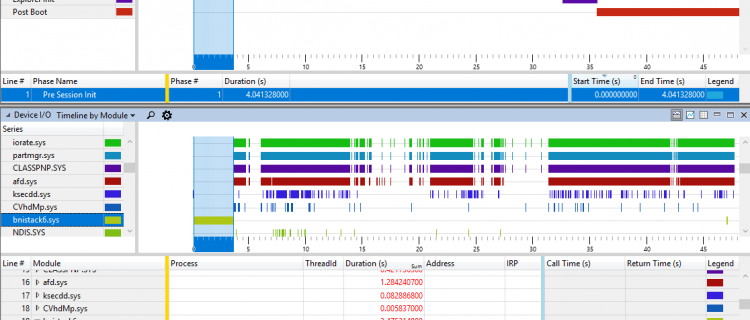 Explorer Init
Post Boot
0 5 10 15 20 25 30 35 40 45
Line # Phase Name Phase # Duration (s) Start Time (s) End Time (s) Legend
1 Pre Session Init 1 4.041328000 0.000000000 4.041328000
Device I/O Timeline by Module
Series
iorate.sys
partmgr.sys
CLASSPNP.SYS
afd.sys
ksecdd.sys
CVhdMp.sys
bnistack6.sys
NDIS.SYS
0 5 10 15 20 25 30 35 40 45
Line # Module Process ThreadId Duration (s) Sum Address IRP Call Time (s) Return Time (s) Legend
15 CLASSPNP.SYS
16 afd.sys 1.284240700
17 ksecdd.sys 0.082886800
18 CVhdMp.sys 0.005837000